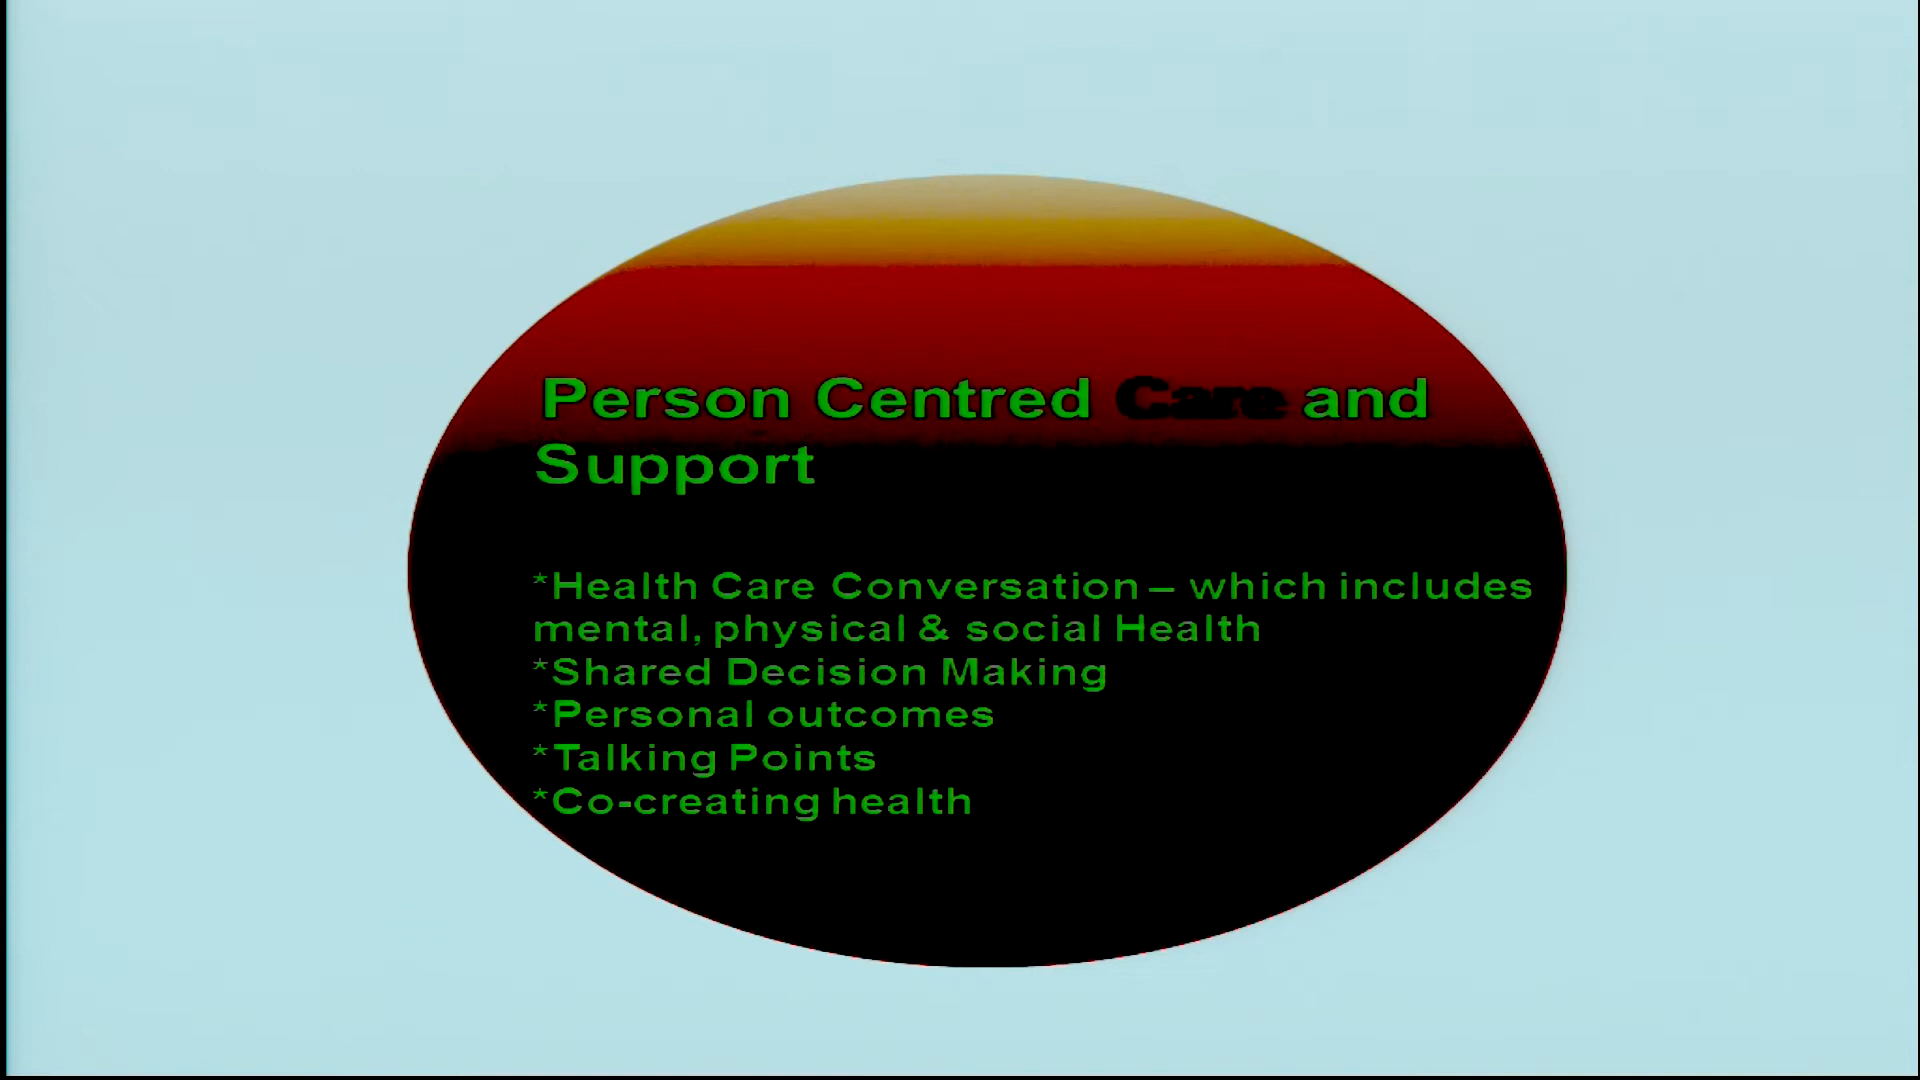 Person Centred Care and
Support
*Health Care Conversation – which includes
mental, physical & social Health
*Shared Decision Making
*Personal outcomes
*Talking Points
*Co-creating health